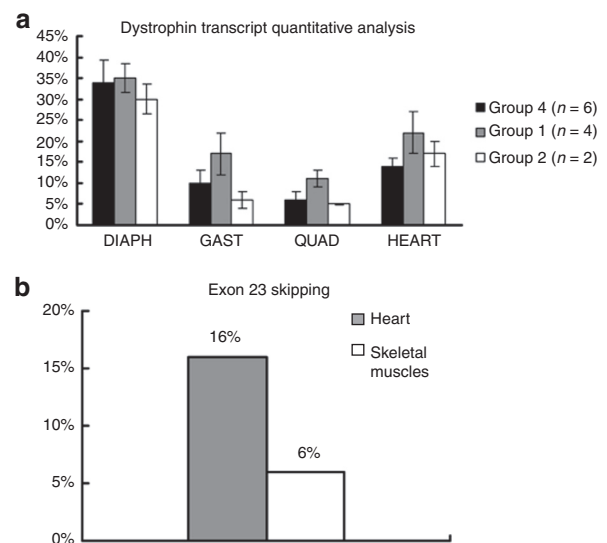 a
Dystrophin transcript quantitative analysis
45%
40%
35%
30%
25%
20%
15%
10%
5%
0%
DIAPH GAST QUAD HEART
Group 4 (n = 6)
Group 1 (n = 4)
Group 2 (n = 2)
b
Exon 23 skipping
20%
15%
10%
5%
0%
16%
6%
Heart
Skeletal
muscles